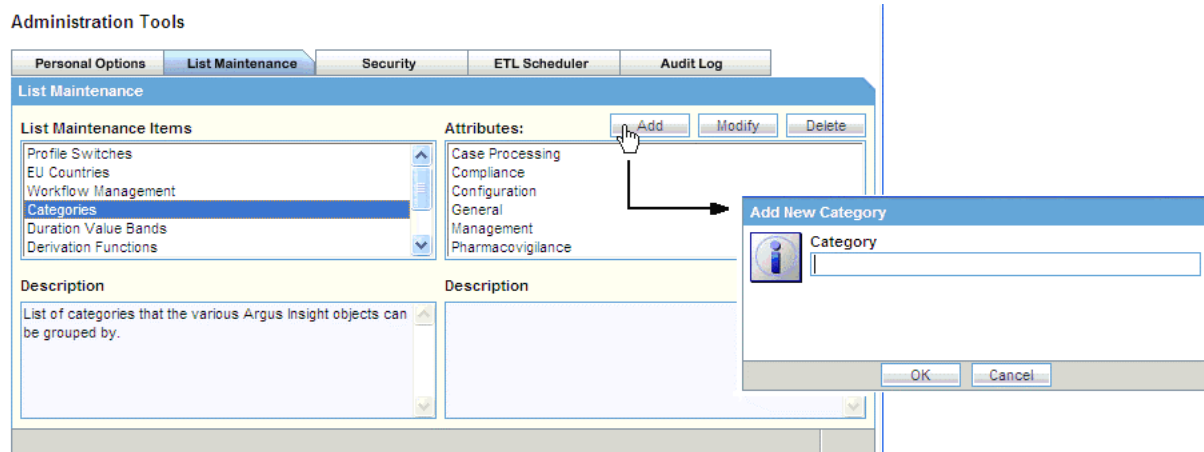 Administration Tools
Personal Options List Maintenance Security ETL Scheduler Audit Log
List Maintenance
List Maintenance Items
Attributes: Add Modify Delete
Profile Switches
EU Countries
Workflow Management
Categories
Duration Value Bands
Derivation Functions
Case Processing
Compliance
Configuration
General
Management
Pharmacovigilance
Add New Category
Category
OK Cancel
Description
List of categories that the various Argus Insight objects can
be grouped by.
Description